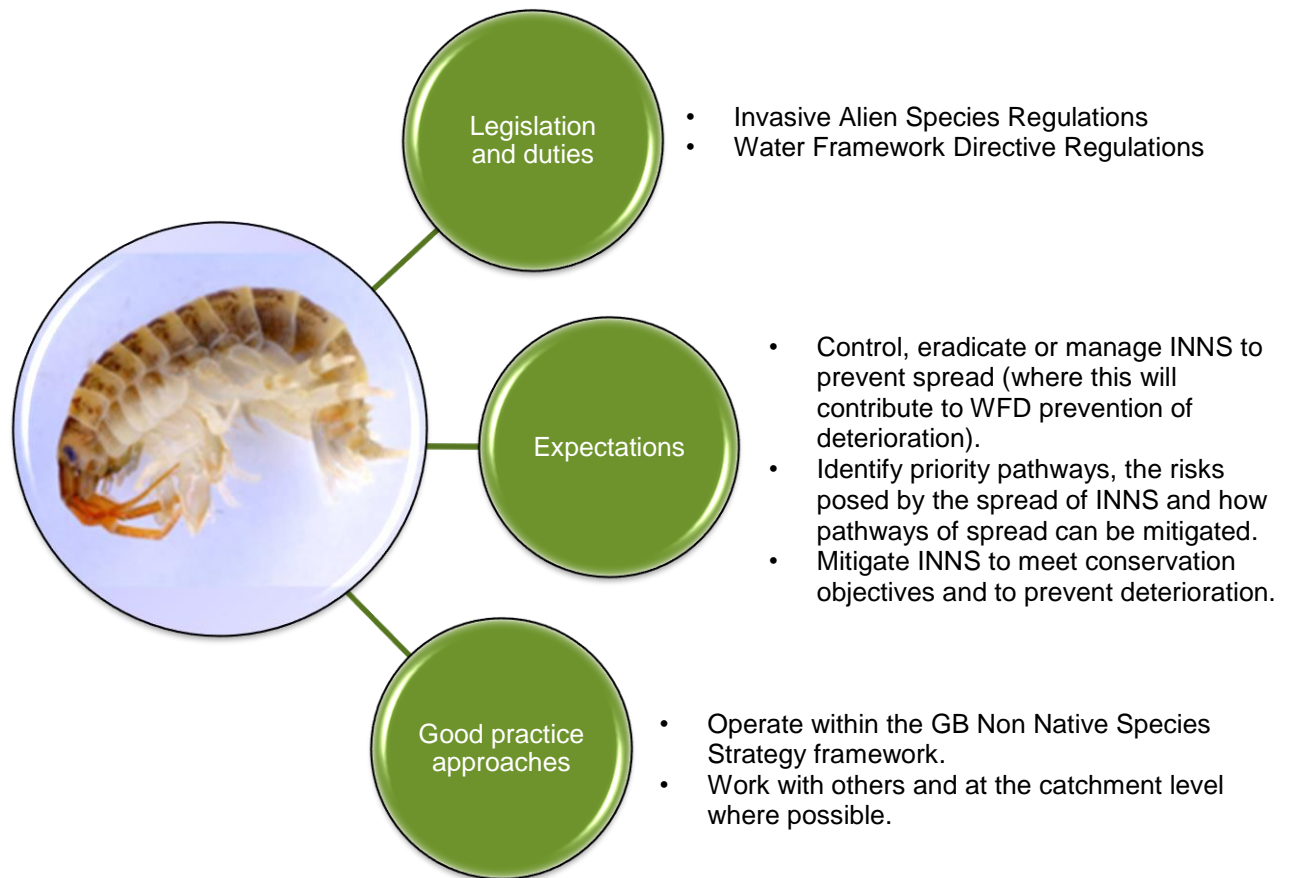 Legislation
and duties
• Invasive Alien Species Regulations
• Water Framework Directive Regulations
Expectations
• Control, eradicate or manage INNS to
prevent spread (where this will
contribute to WFD prevention of
deterioration).
• Identify priority pathways, the risks
posed by the spread of INNS and how
pathways of spread can be mitigated.
• Mitigate INNS to meet conservation
objectives and to prevent deterioration.
Good practice
approaches
• Operate within the GB Non Native Species
Strategy framework.
• Work with others and at the catchment level
where possible.